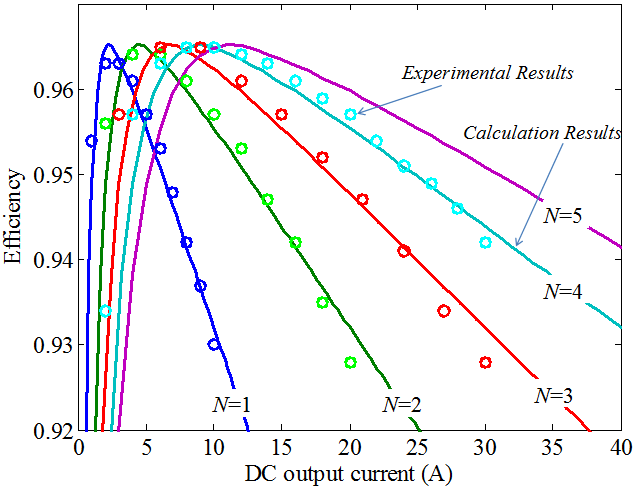 Efficiency
0.96
0.95
0.94
0.93
0.92
Experimental Results
Calculation Results
N=5
N=4
N=3
N=2
N=1
0 5 10 15 20 25 30 35 40
DC output current (A)